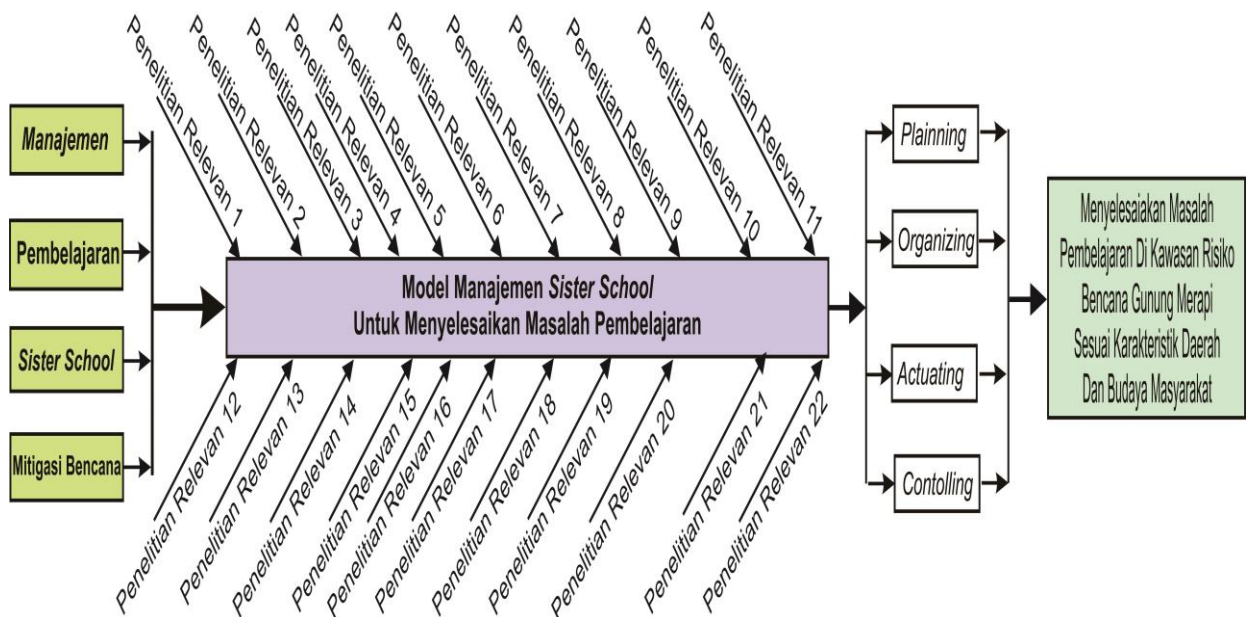 Penelitian Relevan 1
Penelitian Relevan 2
Penelitian Relevan 3
Penelitian Relevan 4
Penelitian Relevan 5
Penelitian Relevan 6
Penelitian Relevan 7
Penelitian Relevan 8
Penelitian Relevan 9
Penelitian Relevan 10
Penelitian Relevan 11
Manajemen
Pembelajaran
Sister School
Mitigasi Bencana
Model Manajemen Sister School
Untuk Menyelesaikan Masalah Pembelajaran
Penelitian Relevan 12
Penelitian Relevan 13
Penelitian Relevan 14
Penelitian Relevan 15
Penelitian Relevan 16
Penelitian Relevan 17
Penelitian Relevan 18
Penelitian Relevan 19
Penelitian Relevan 20
Penelitian Relevan 21
Penelitian Relevan 22
Plainning
Organizing
Actuating
Contolling
Menyelesaiakan Masalah
Pembelajaran Di Kawasan Risiko
Bencana Gunung Merapi
Sesuai Karakteristik Daerah
Dan Budaya Masyarakat